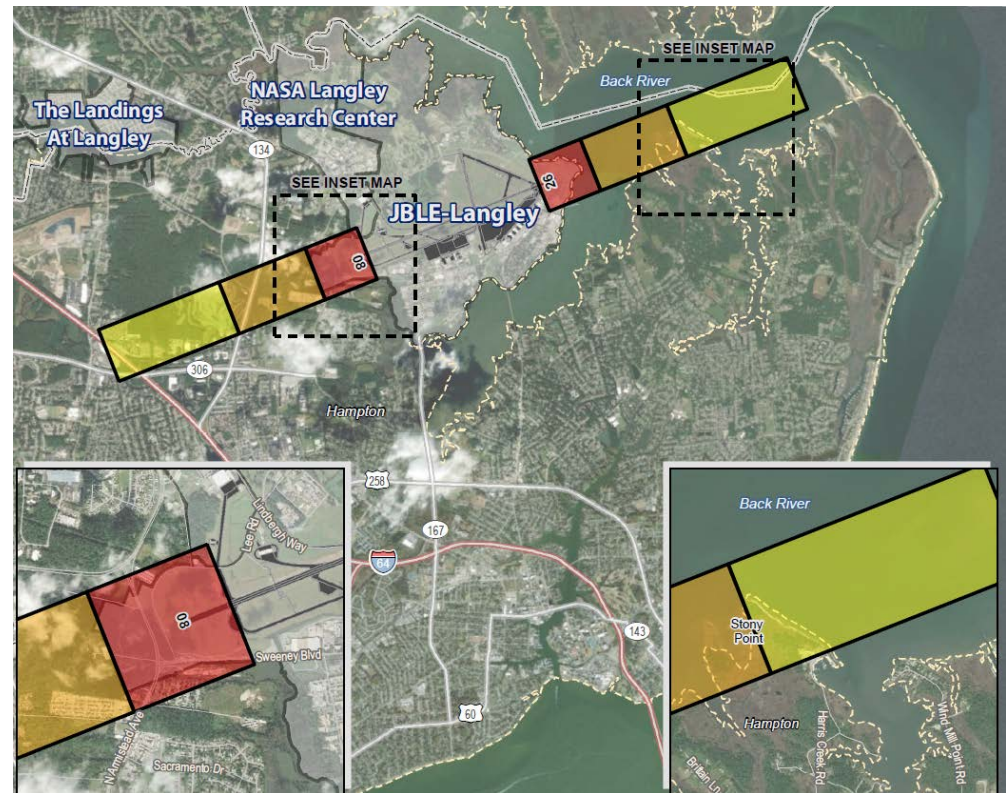 SEE INSET MAP
Back River
The Landings
At Langley
NASA Langley
Research Center
134
SEE INSET MAP
26
JBLE-Langley
08
306
Hampton
258
167
64
143
60
Lee Rd
Lindbergh Way
08
Sweeney Blvd
N Armistead Ave
Sacramento Dr
Back River
Stony
Point
Hampton
Harris Creek Rd
Wind Mill Point Rd
Britain Ln